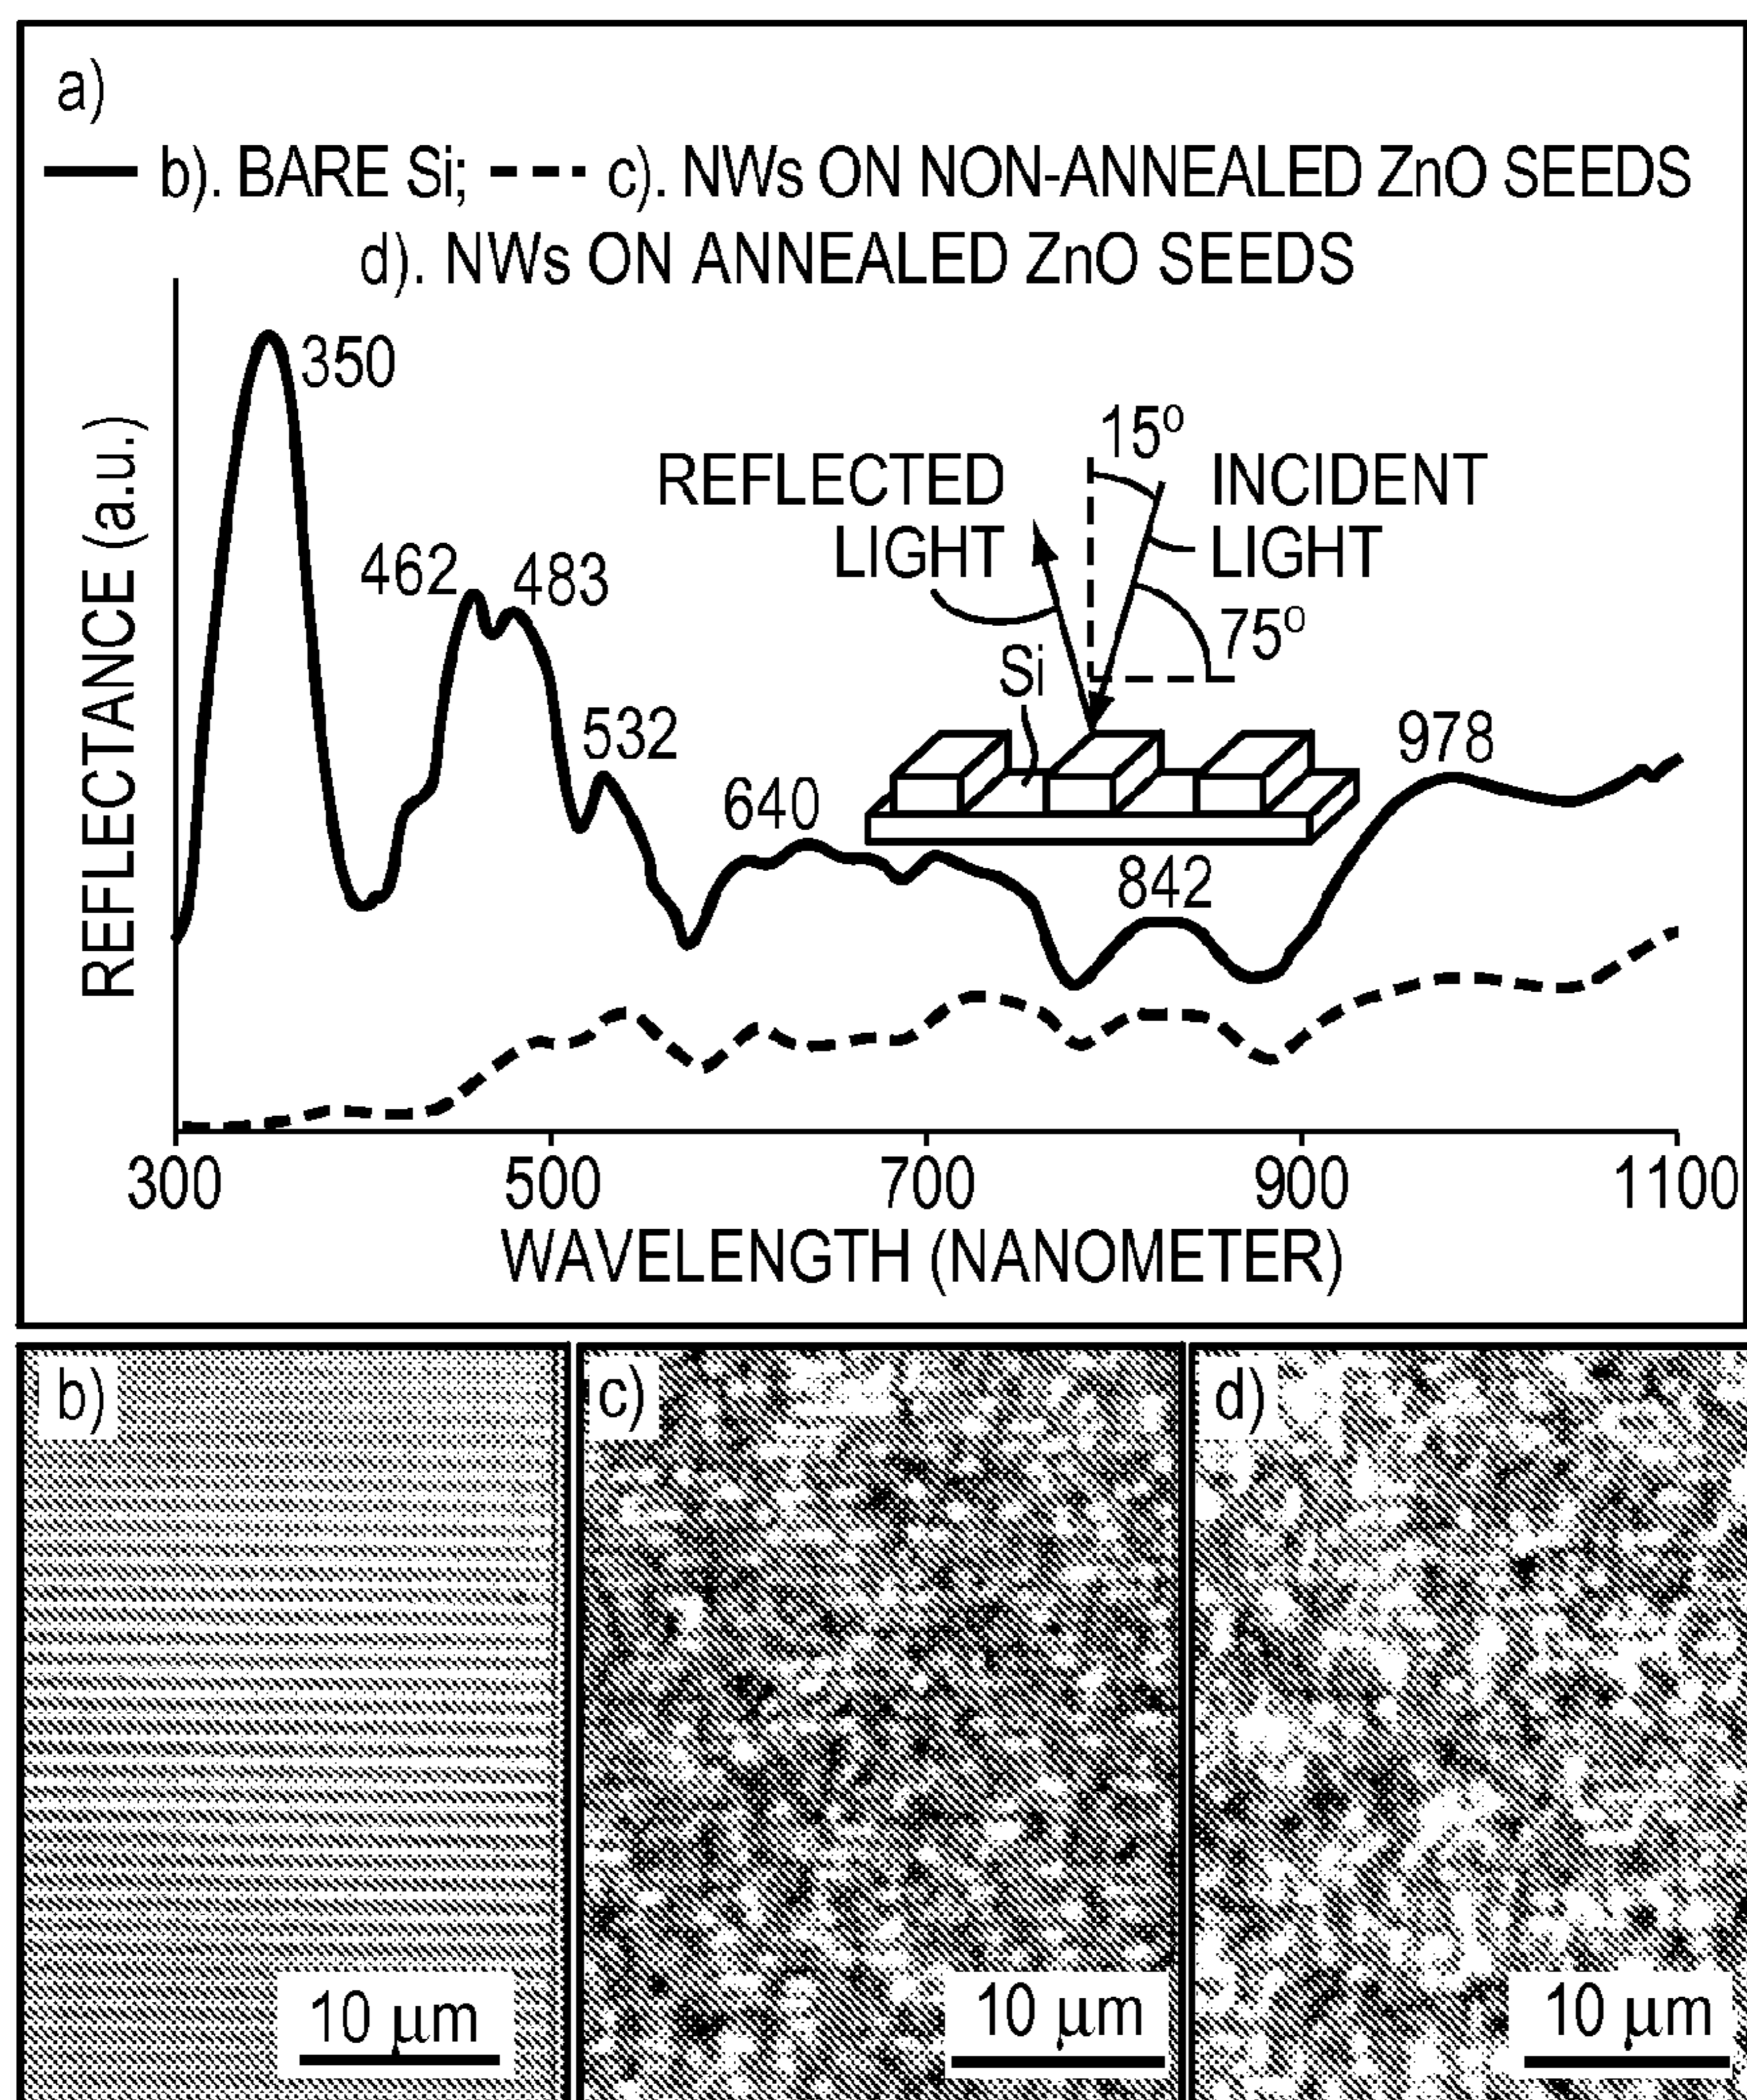 a)
b). BARE Si; c). NWs ON NON-ANNEALED ZnO SEEDS
d). NWs ON ANNEALED ZnO SEEDS
REFLECTANCE (a.u.)
350
462
483
532
640
842
978
REFLECTED
LIGHT
15°
INCIDENT
LIGHT
75°
Si
300 500 700 900 1100
WAVELENGTH (NANOMETER)
b)
10 µm
c)
10 µm
d)
10 µm